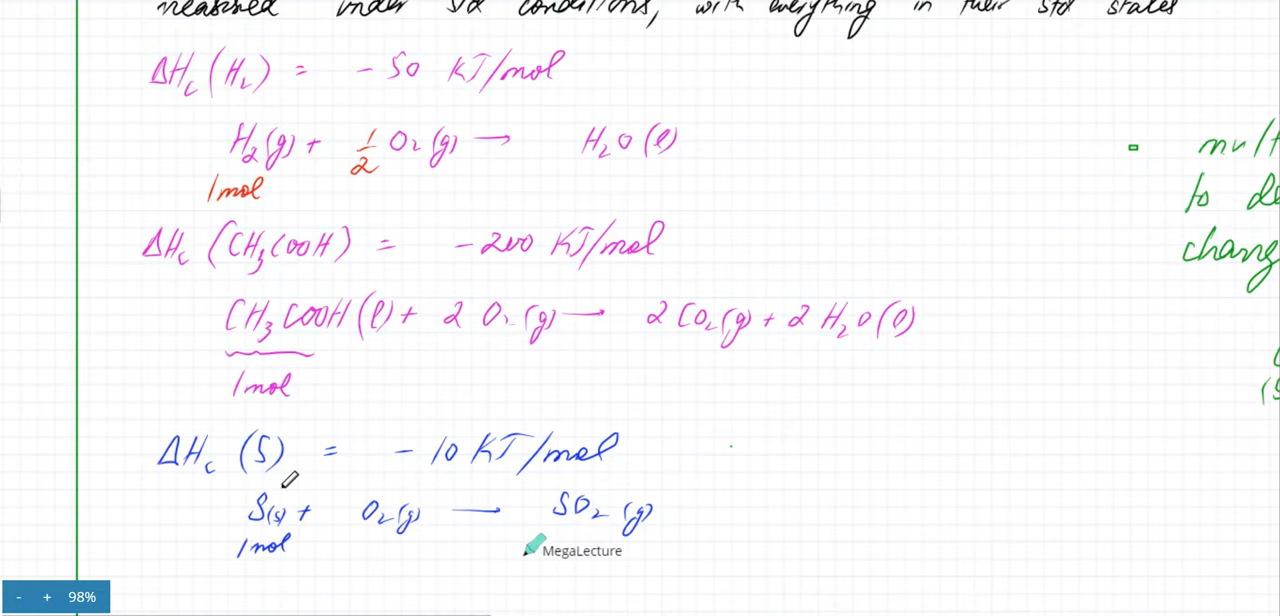 measured under std conditions, with everything in their std states
ΔHc (H2) = - 50 KJ/mol
H2(g) + 1/2 O2(g) → H2O(l)
1mol
ΔHc (CH3COOH) = - 200 KJ/mol
CH3COOH(l) + 2 O2(g) → 2CO2(g) + 2 H2O(l)
1mol
ΔHc (S) = - 10 KJ/mol
S(s) + O2(g) → SO2(g)
1mol
MegaLecture
to
- + 98%